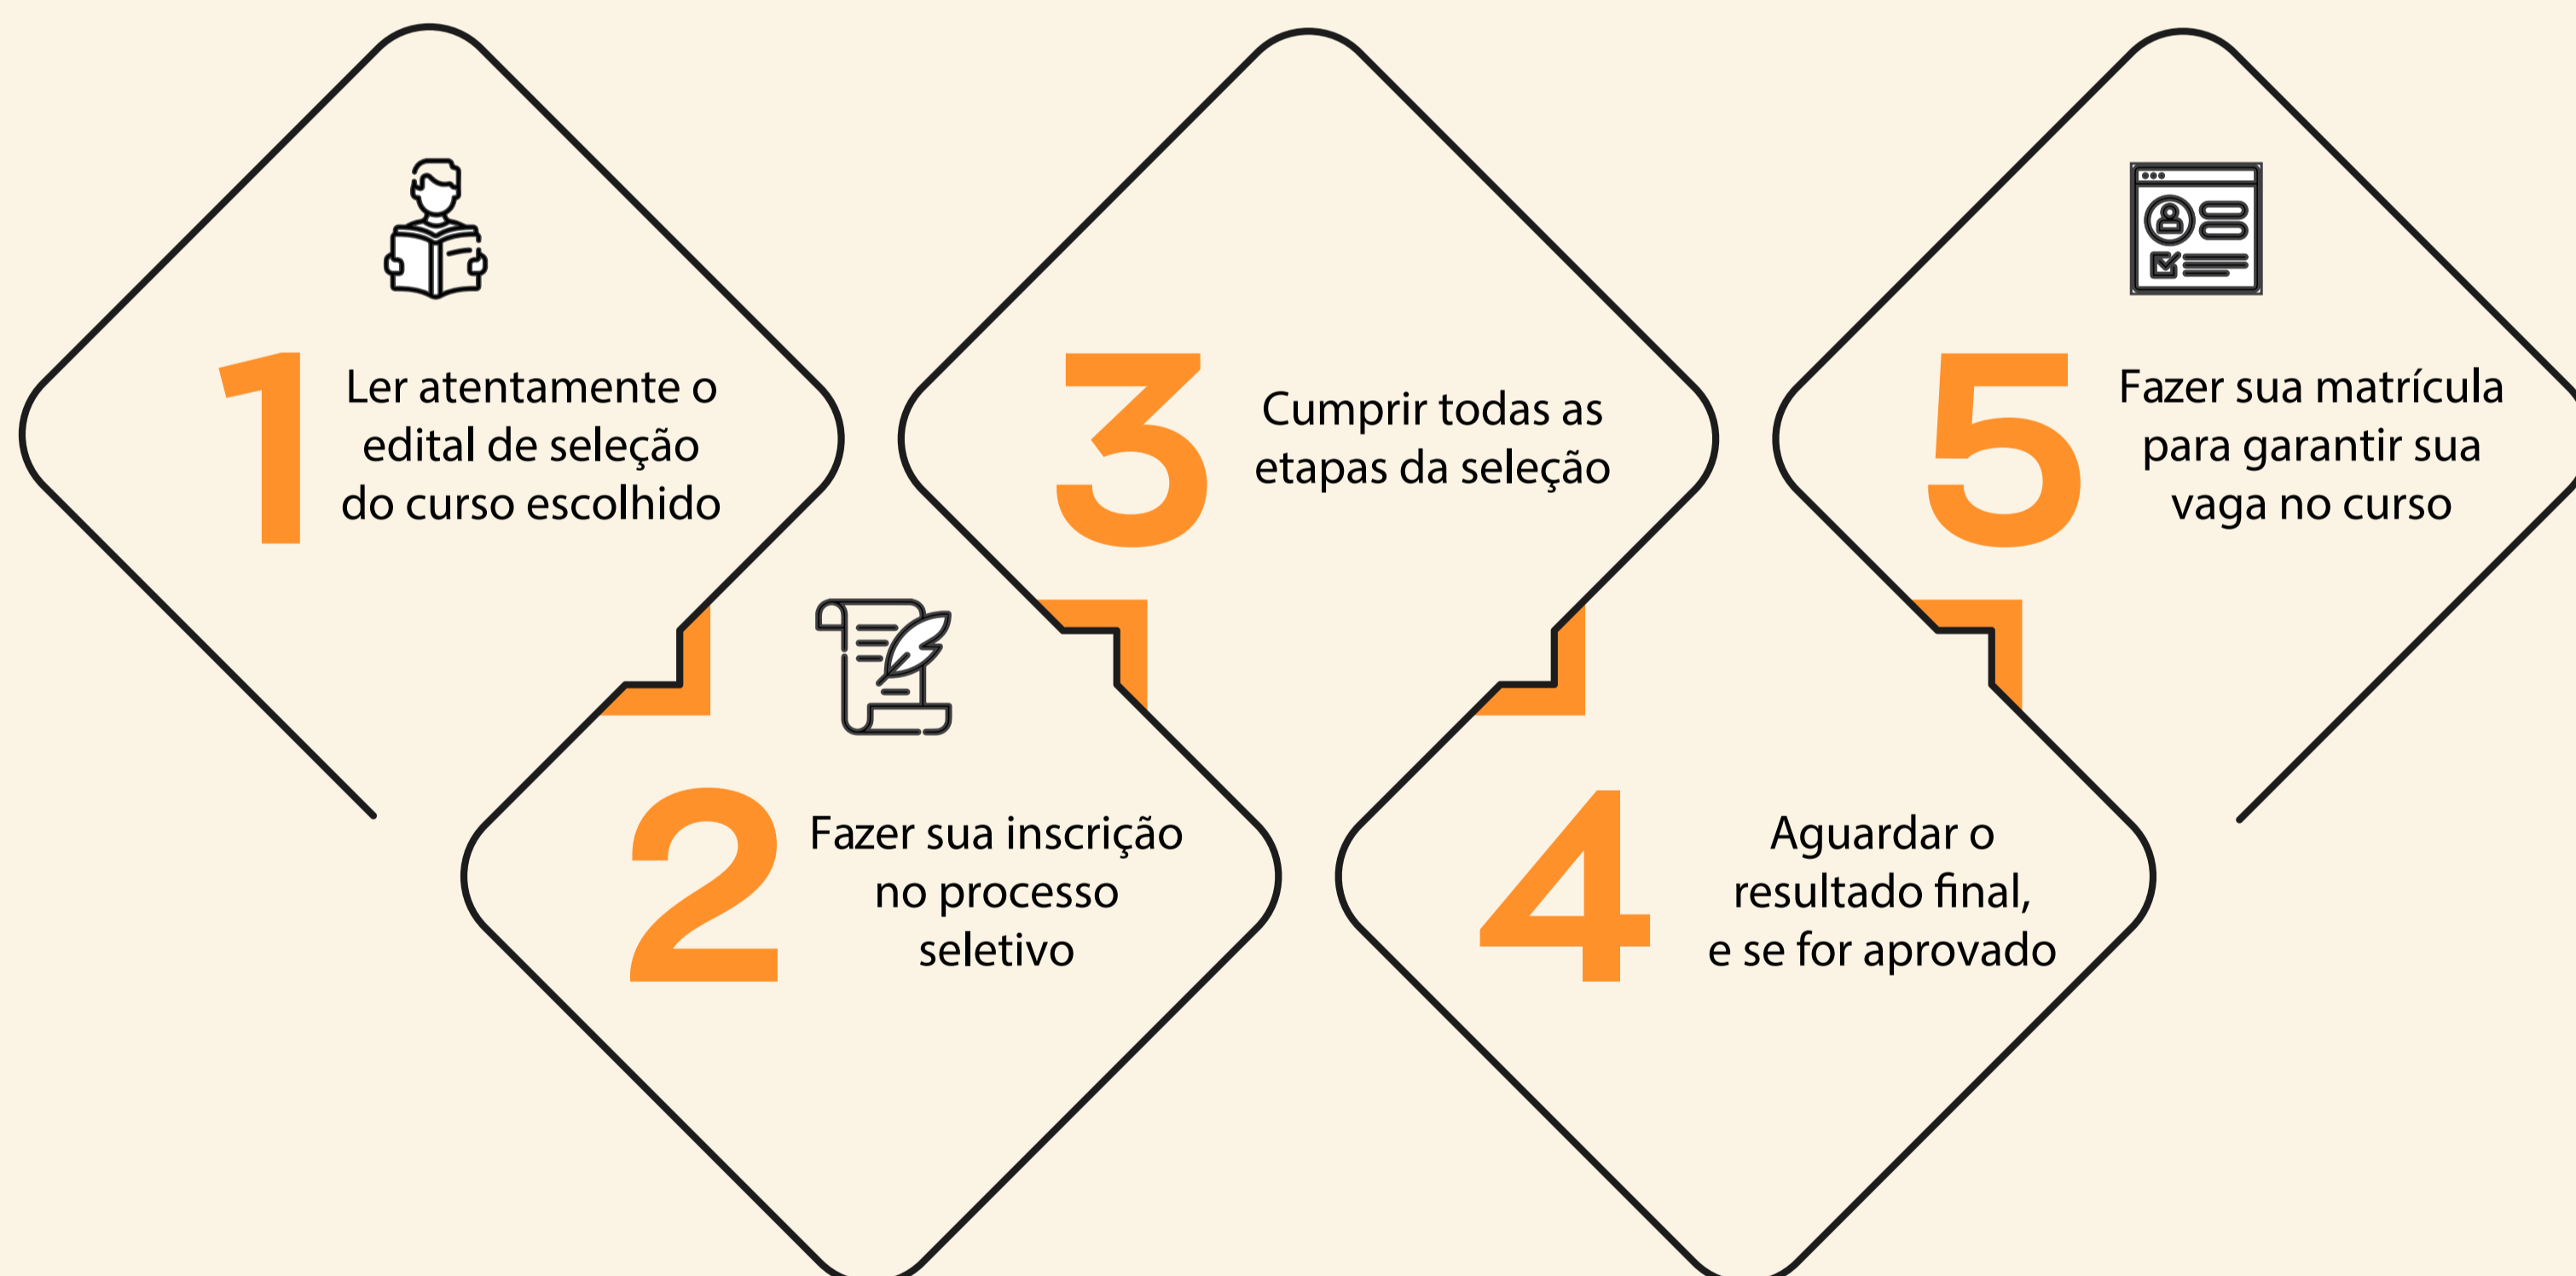 1
Ler atentamente o
edital de seleção
do curso escolhido
2
Fazer sua inscrição
no processo
seletivo
3
Cumprir todas as
etapas da seleção
4
Aguardar o
resultado final,
e se for aprovado
5
Fazer sua matrícula
para garantir sua
vaga no curso